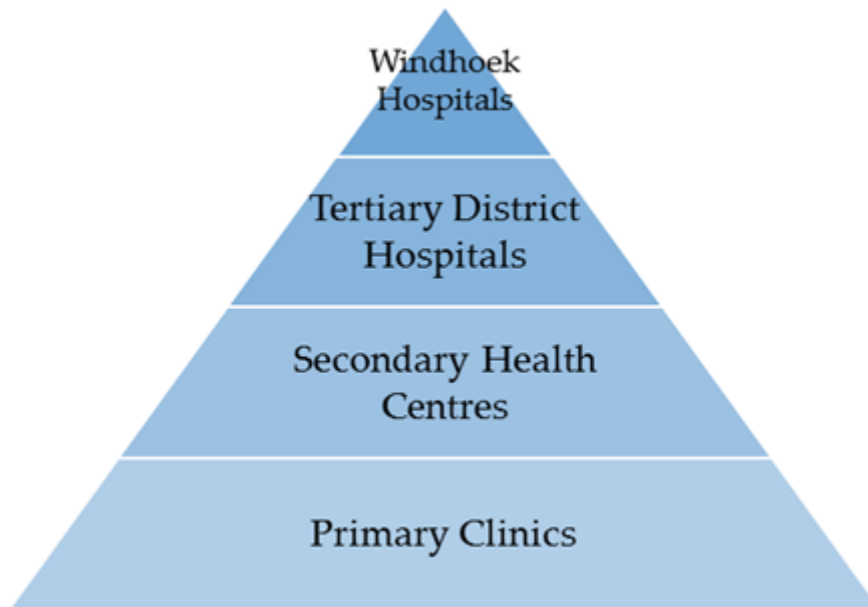 Windhoek
Hospitals
Tertiary District
Hospitals
Secondary Health
Centres
Primary Clinics